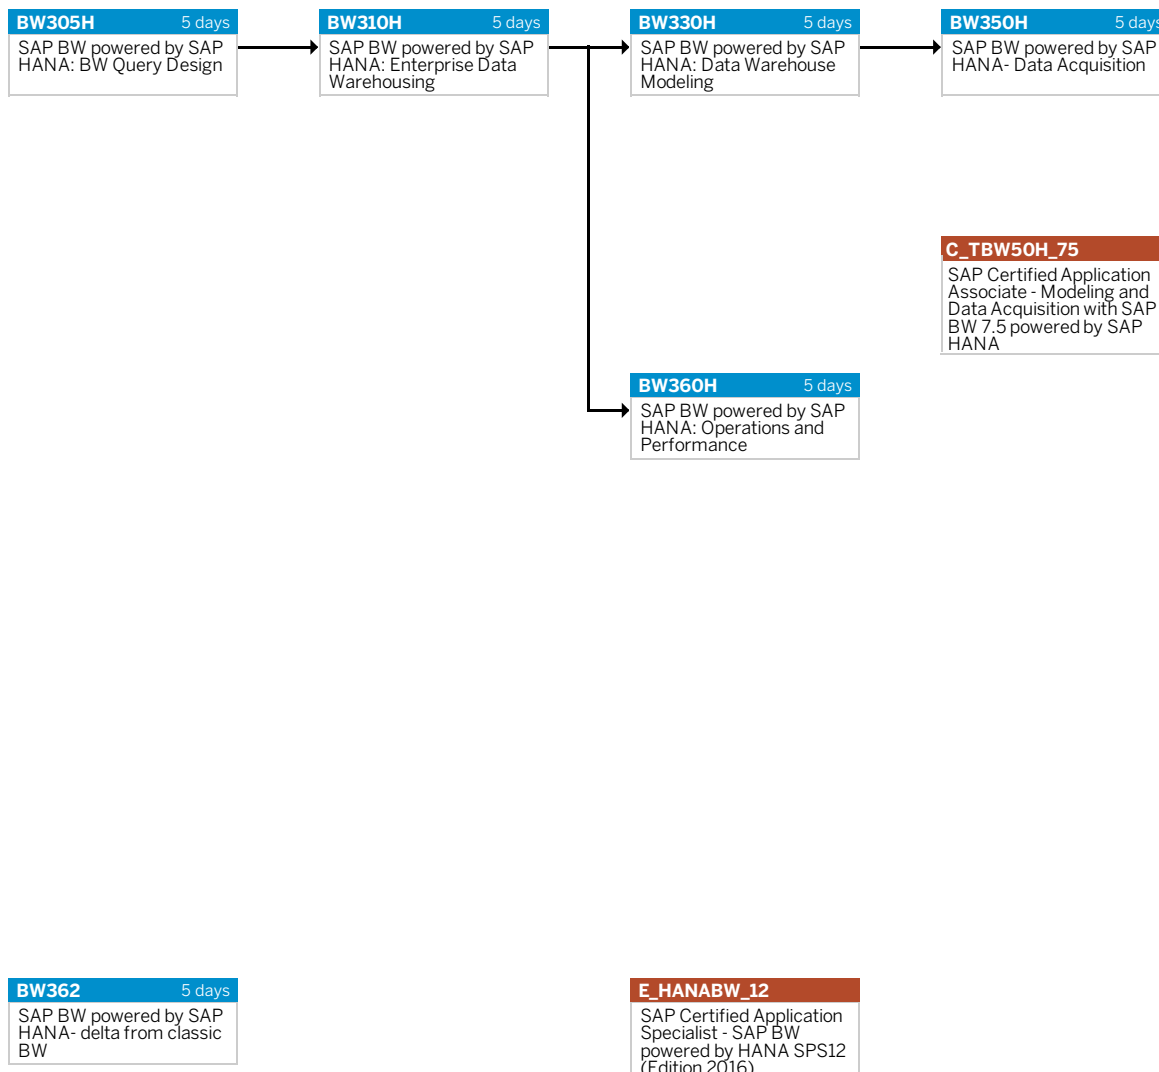 BW305H 5 days
SAP BW powered by SAP
HANA: BW Query Design
BW310H 5 days
SAP BW powered by SAP
HANA: Enterprise Data
Warehousing
BW330H 5 days
SAP BW powered by SAP
HANA: Data Warehouse
Modeling
BW350H 5 days
SAP BW powered by SAP
HANA- Data Acquisition
C_TBW50H_75
SAP Certified Application
Associate - Modeling and
Data Acquisition with SAP
BW 7.5 powered by SAP
HANA
BW360H 5 days
SAP BW powered by SAP
HANA: Operations and
Performance
BW362 5 days
SAP BW powered by SAP
HANA- delta from classic
BW
E_HANABW_12
SAP Certified Application
Specialist - SAP BW
powered by HANA SPS12
(Edition 2016)